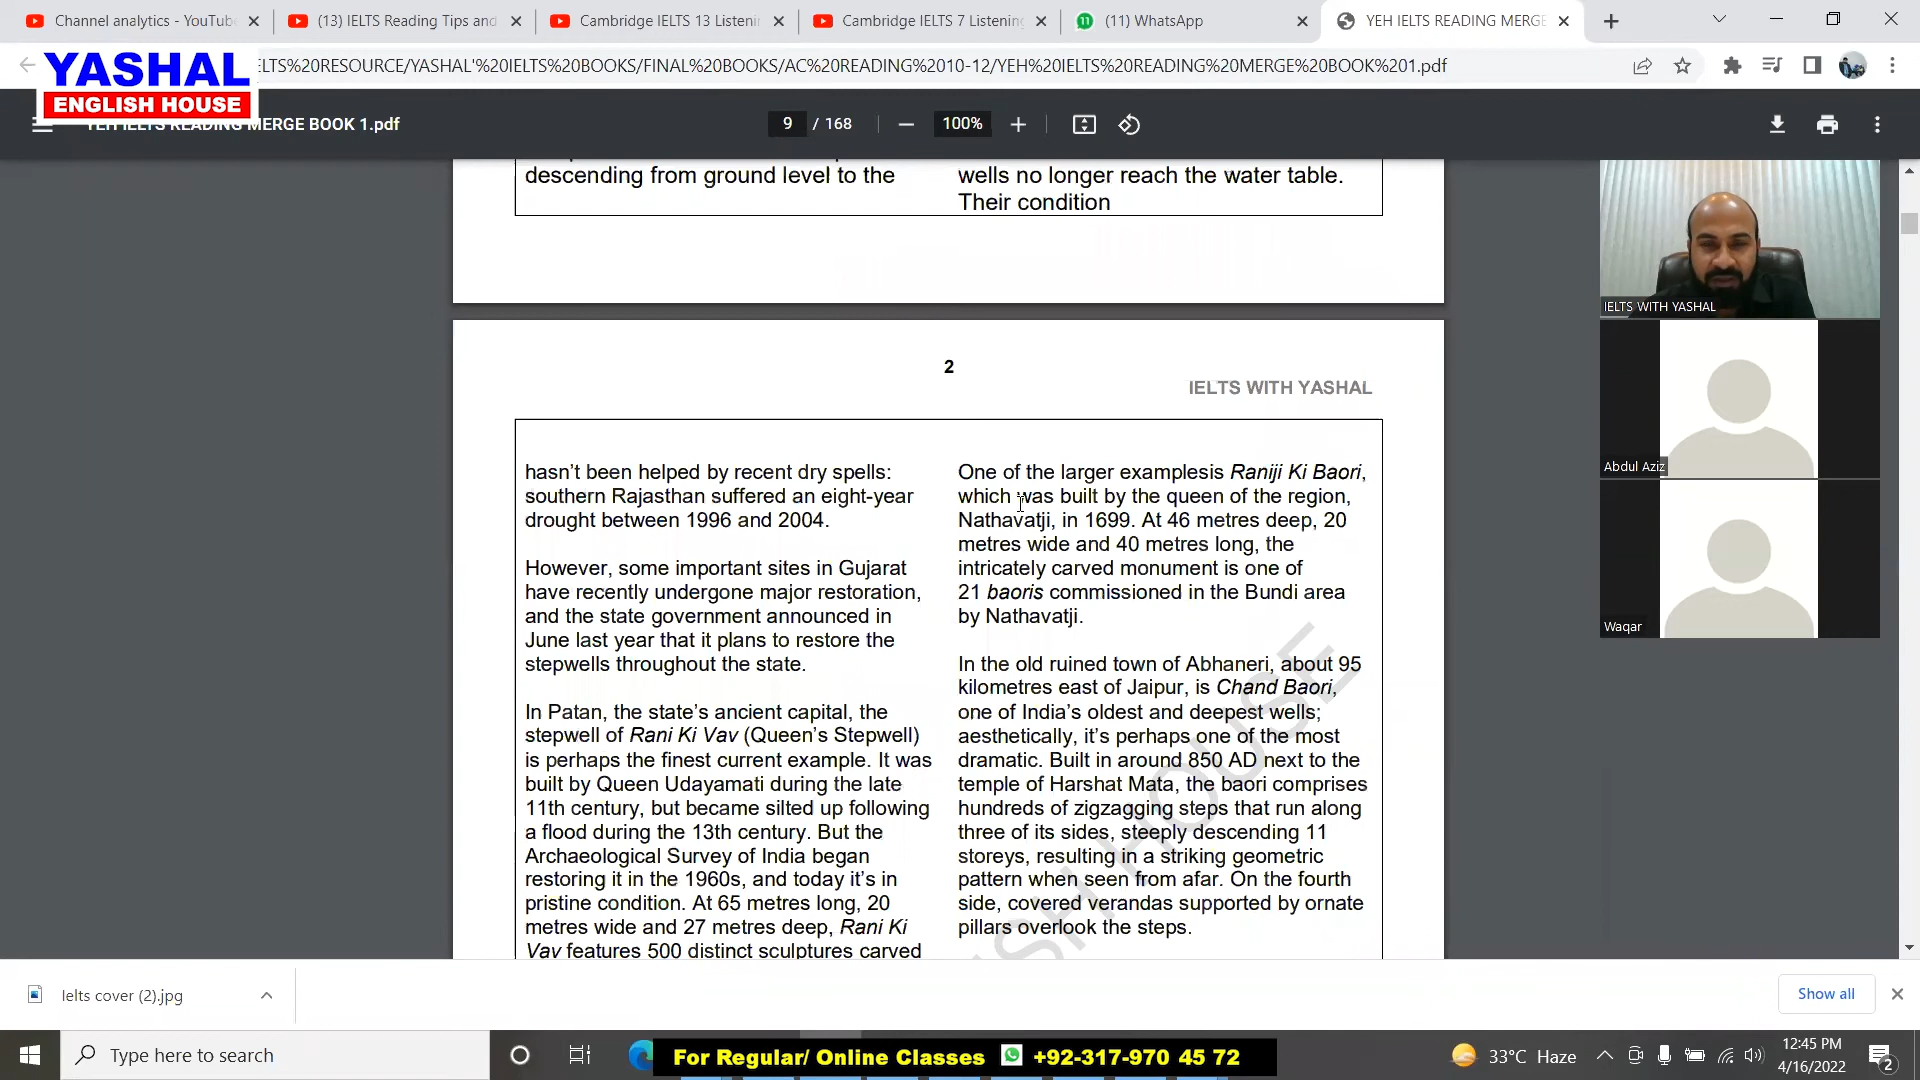 Channel analytics - YouTube
(13) IELTS Reading Tips and
Cambridge IELTS 13 Listenin
Cambridge IELTS 7 Listening
(11) WhatsApp
YEH IELTS READING MERGE
YASHAL
ENGLISH HOUSE
ELTS%20RESOURCE/YASHAL'%20IELTS%20BOOKS/FINAL%20BOOKS/AC%20READING%2010-12/YEH%20IELTS%20READING%20MERGE%20BOOK%201.pdf
YEH IELTS READING MERGE BOOK 1.pdf
9 / 168
100%
descending from ground level to the
wells no longer reach the water table.
Their condition
2
IELTS WITH YASHAL
hasn't been helped by recent dry spells:
southern Rajasthan suffered an eight-year
drought between 1996 and 2004.
However, some important sites in Gujarat
have recently undergone major restoration,
and the state government announced in
June last year that it plans to restore the
stepwells throughout the state.
In Patan, the state's ancient capital, the
stepwell of Rani Ki Vav (Queen's Stepwell)
is perhaps the finest current example. It was
built by Queen Udayamati during the late
11th century, but became silted up following
a flood during the 13th century. But the
Archaeological Survey of India began
restoring it in the 1960s, and today it's in
pristine condition. At 65 metres long, 20
metres wide and 27 metres deep, Rani Ki
Vav features 500 distinct sculptures carved
One of the larger examplesis Raniji Ki Baori,
which was built by the queen of the region,
Nathavatji, in 1699. At 46 metres deep, 20
metres wide and 40 metres long, the
intricately carved monument is one of
21 baoris commissioned in the Bundi area
by Nathavatji.
In the old ruined town of Abhaneri, about 95
kilometres east of Jaipur, is Chand Baori,
one of India's oldest and deepest wells;
aesthetically, it's perhaps one of the most
dramatic. Built in around 850 AD next to the
temple of Harshat Mata, the baori comprises
hundreds of zigzagging steps that run along
three of its sides, steeply descending 11
storeys, resulting in a striking geometric
pattern when seen from afar. On the fourth
side, covered verandas supported by ornate
pillars overlook the steps.
ISH HOUSE
IELTS WITH YASHAL
Abdul Aziz
Waqar
Ielts cover (2).jpg
Show all
Type here to search
For Regular/ Online Classes +92-317-970 45 72
33°C Haze
12:45 PM
4/16/2022
2